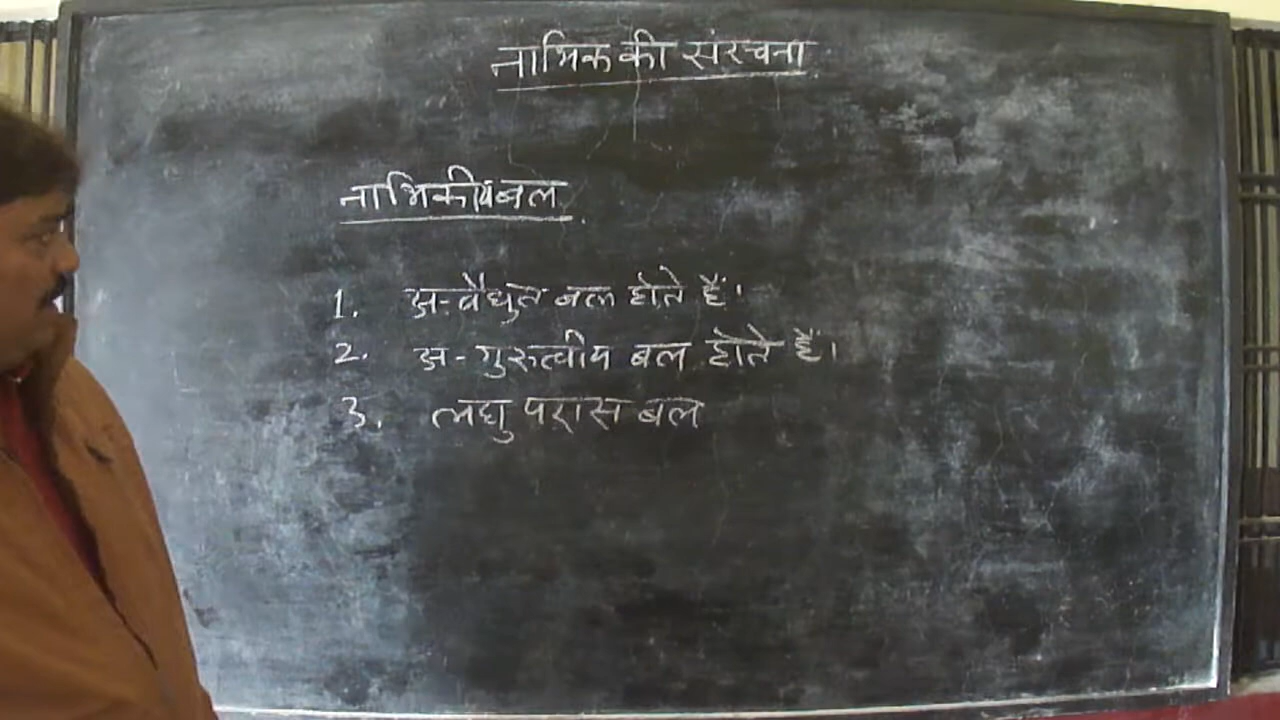 नाभिक की संरचना
नाभिकीय बल
1. अ-वैधुत बल होते हैं।
2. अ-गुरुत्वीय बल होते हैं।
3. लघु परास बल